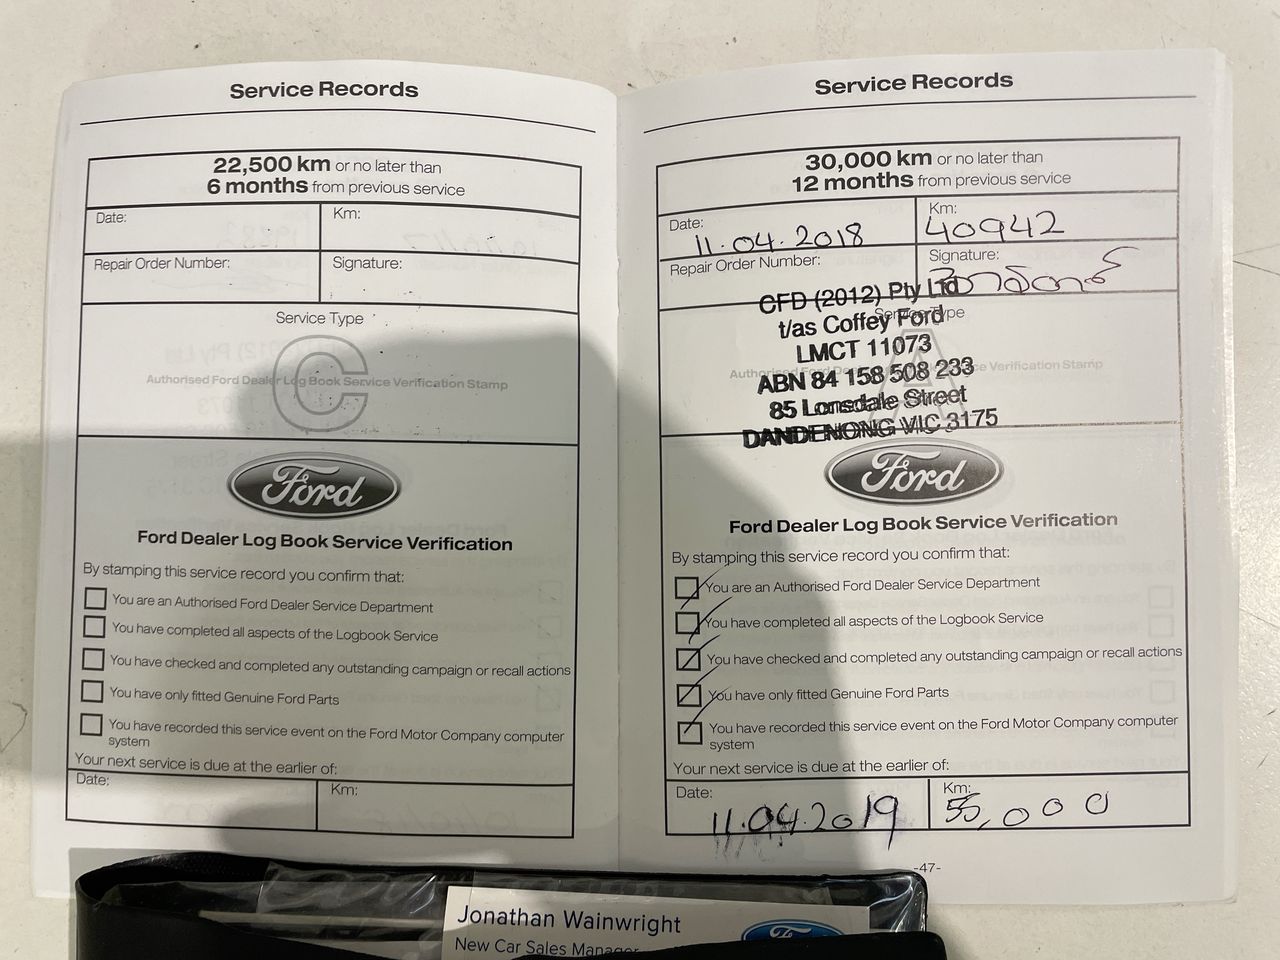 Service Records
22,500 km or no later than
6 months from previous service
Date:
Km:
Repair Order Number:
Signature:
Service Type
C
Authorised Ford Dealer Log Book Service Verification Stamp
Ford
Ford Dealer Log Book Service Verification
By stamping this service record you confirm that:
You are an Authorised Ford Dealer Service Department
You have completed all aspects of the Logbook Service
You have checked and completed any outstanding campaign or recall actions
You have only fitted Genuine Ford Parts
You have recorded this service event on the Ford Motor Company computer
system
Your next service is due at the earlier of:
Date:
Km:
Service Records
30,000 km or no later than
12 months from previous service
Date:
11.04.2018
Km:
40942
Repair Order Number:
Signature:
CFD (2012) Pty Ltd
t/as Coffey Ford
LMCT 11073
ABN 84 158 508 233
85 Lonsdale Street
DANDENONG VIC 3175
Service Type
A
Ford
Ford Dealer Log Book Service Verification
By stamping this service record you confirm that:
You are an Authorised Ford Dealer Service Department
You have completed all aspects of the Logbook Service
You have checked and completed any outstanding campaign or recall actions
You have only fitted Genuine Ford Parts
You have recorded this service event on the Ford Motor Company computer
system
Your next service is due at the earlier of:
Date:
11.04.2019
Km:
55,000
-47-
Jonathan Wainwright
New Car Sales Manager